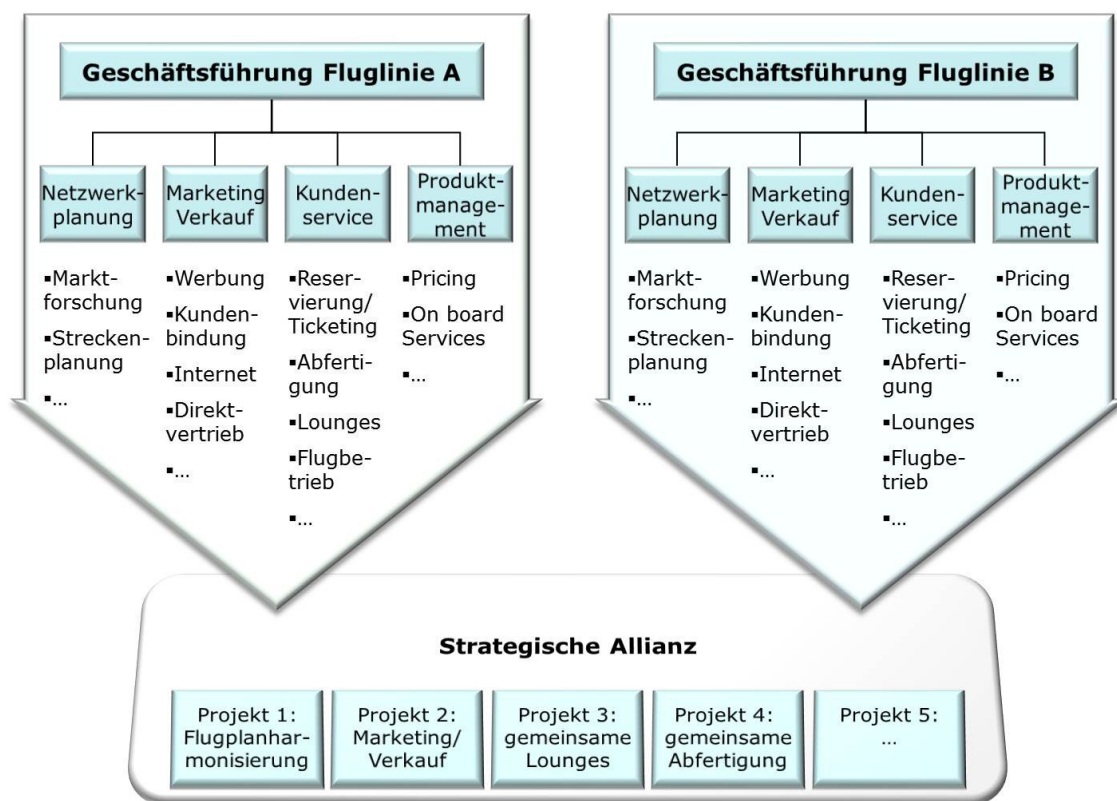 Geschäftsführung Fluglinie A
Netzwerk-
planung
Marketing
Verkauf
Kunden-
service
Produkt-
manage-
ment
▪Markt-
forschung
▪Strecken-
planung
▪...
▪Werbung
▪Kunden-
bindung
▪Internet
▪Direkt-
vertrieb
▪...
▪Reser-
vierung/
Ticketing
▪Abferti-
gung
▪Lounges
▪Flugbe-
trieb
▪...
▪Pricing
▪On board
Services
▪...
Geschäftsführung Fluglinie B
Netzwerk-
planung
Marketing
Verkauf
Kunden-
service
Produkt-
manage-
ment
▪Markt-
forschung
▪Strecken-
planung
▪...
▪Werbung
▪Kunden-
bindung
▪Internet
▪Direkt-
vertrieb
▪...
▪Reser-
vierung/
Ticketing
▪Abferti-
gung
▪Lounges
▪Flugbe-
trieb
▪...
▪Pricing
▪On board
Services
▪...
Strategische Allianz
Projekt 1:
Flugplanhar-
monisierung
Projekt 2:
Marketing/
Verkauf
Projekt 3:
gemeinsame
Lounges
Projekt 4:
gemeinsame
Abfertigung
Projekt 5:
...